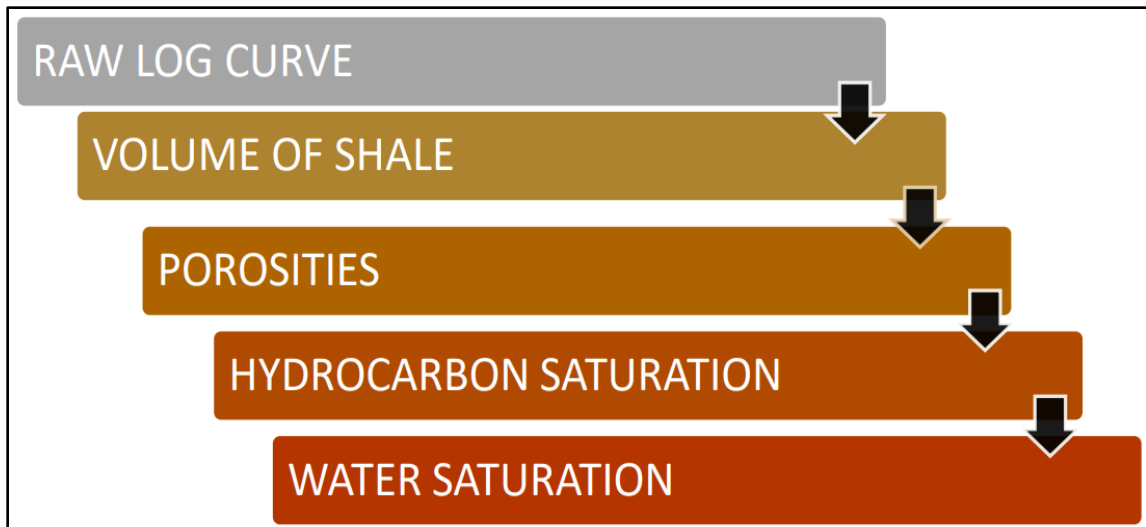 RAW LOG CURVE
VOLUME OF SHALE
POROSITIES
HYDROCARBON SATURATION
WATER SATURATION